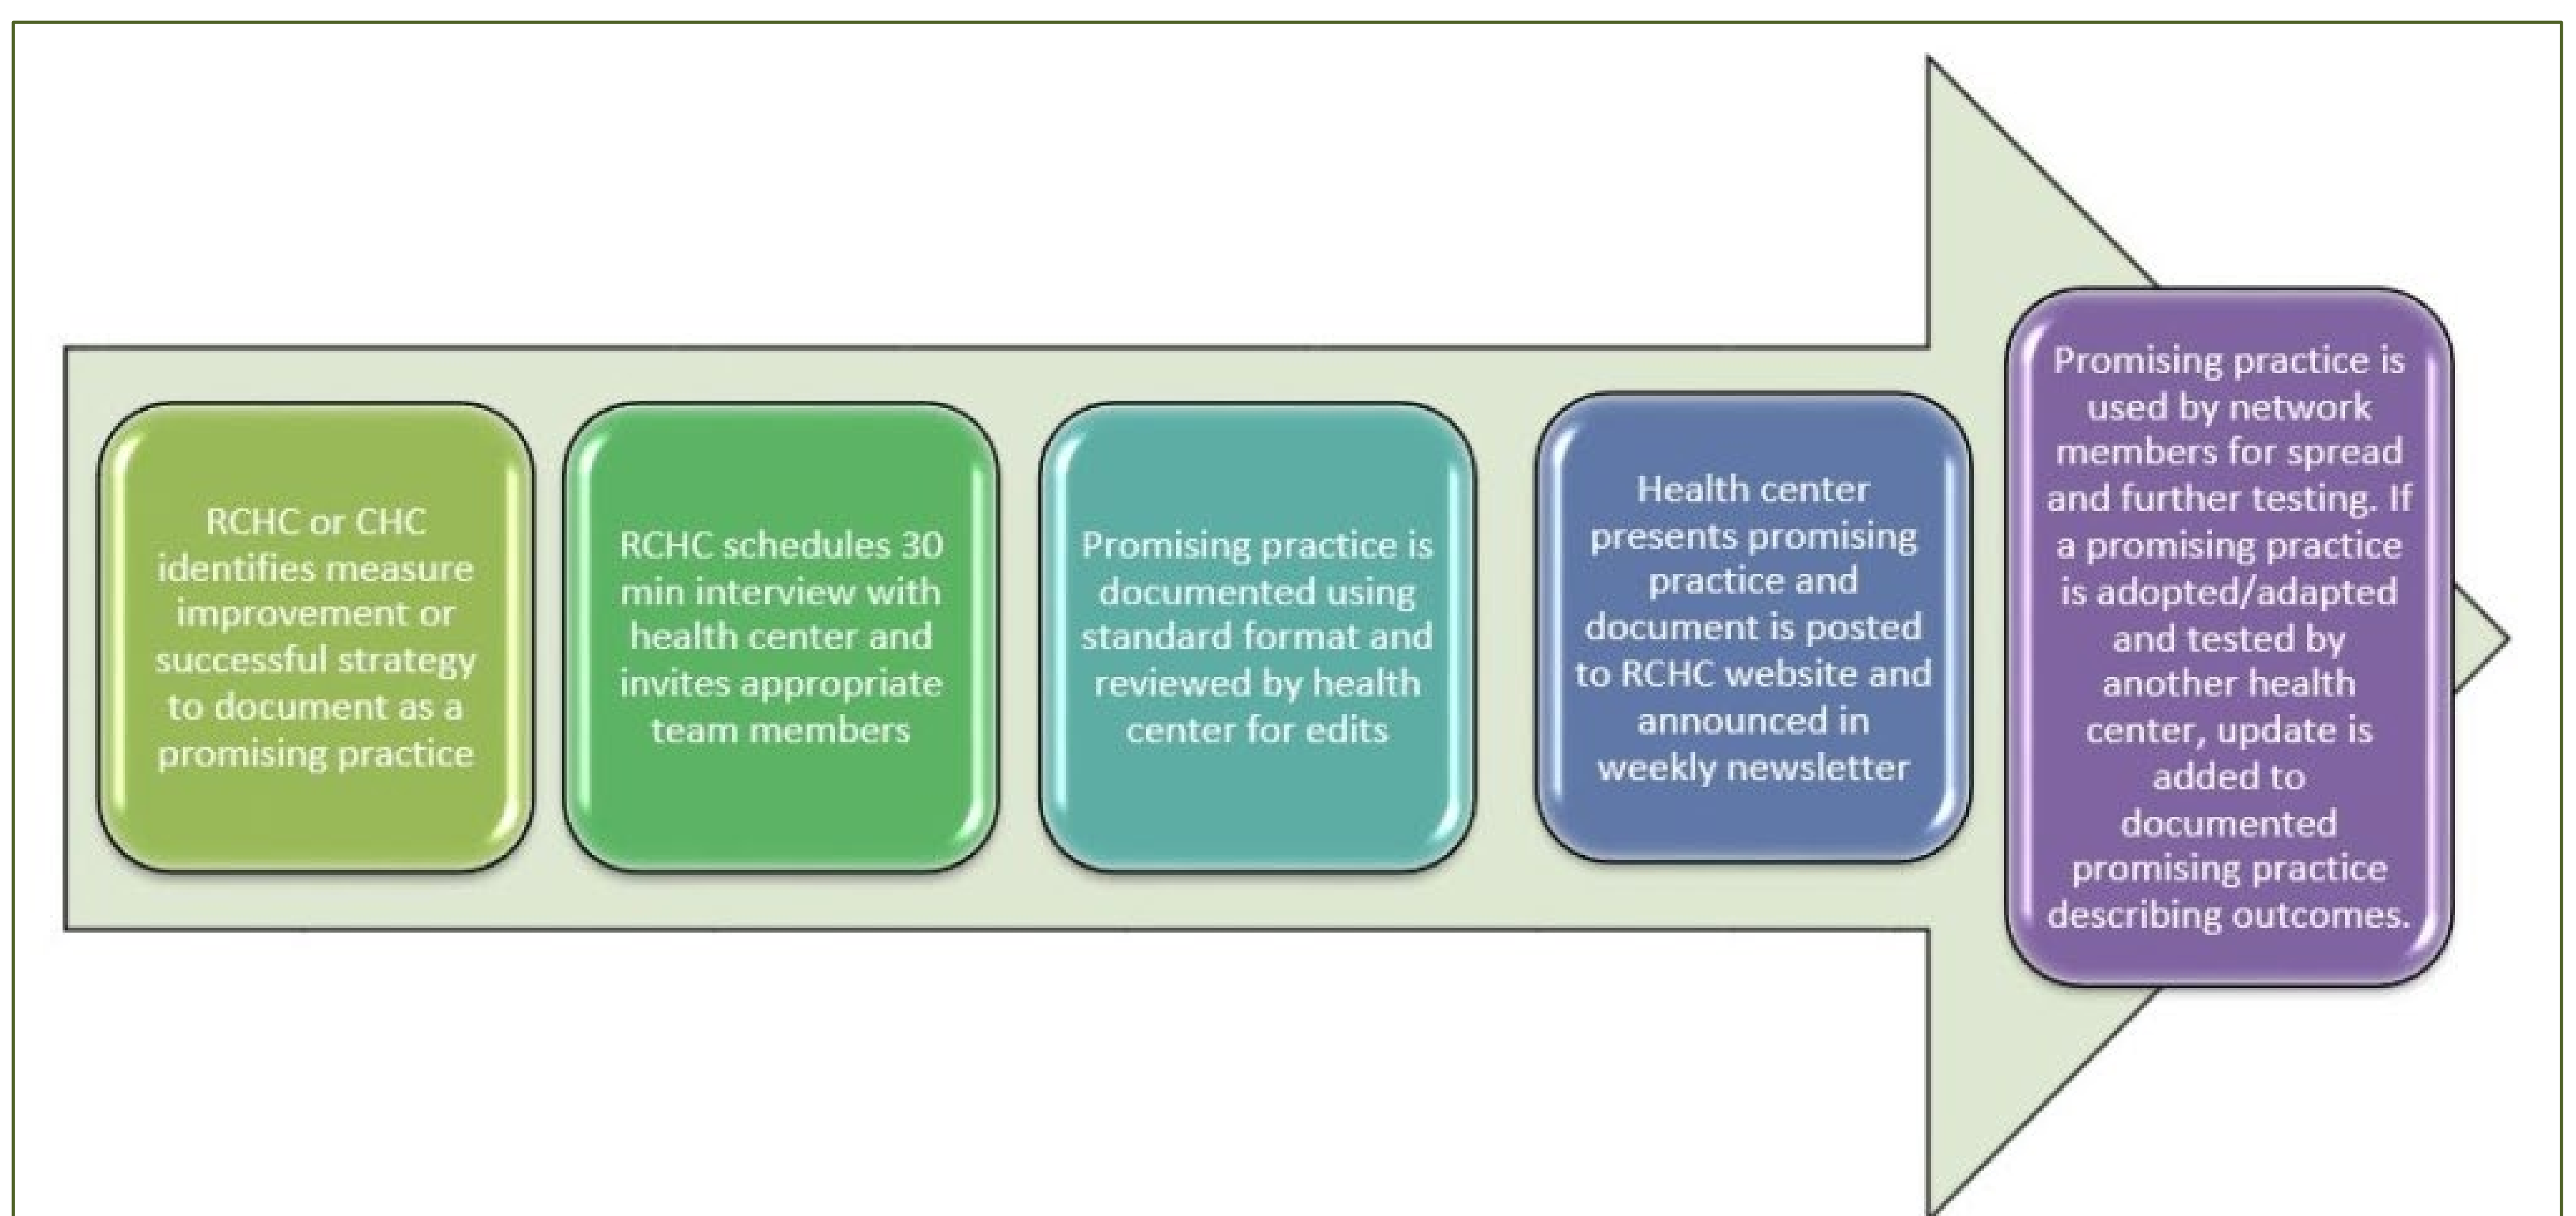 RCHC or CHC
identifies measure
improvement or
successful strategy
to document as a
promising practice
RCHC schedules 30
min interview with
health center and
invites appropriate
team members
Promising practice is
documented using
standard format and
reviewed by health
center for edits
Health center
presents promising
practice and
document is posted
to RCHC website and
announced in
weekly newsletter
Promising practice is
used by network
members for spread
and further testing. If
a promising practice
is adopted/adapted
and tested by
another health
center, update is
added to
documented
promising practice
describing outcomes.